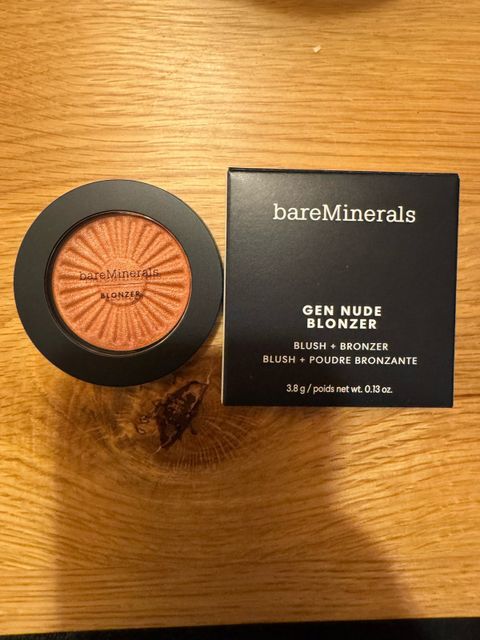 bareMinerals
BLONZER
bareMinerals
GEN NUDE
BLONZER
BLUSH + BRONZER
BLUSH + POUDRE BRONZANTE
3.8 g / poids net wt. 0.13 oz.